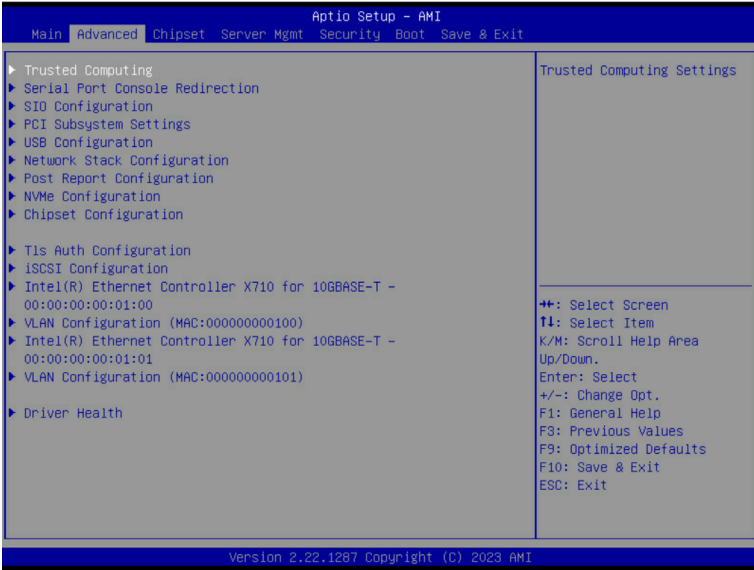 Aptio Setup – AMI
Main Advanced Chipset Server Mgmt Security Boot Save & Exit
▶ Trusted Computing
▶ Serial Port Console Redirection
▶ SIO Configuration
▶ PCI Subsystem Settings
▶ USB Configuration
▶ Network Stack Configuration
▶ Post Report Configuration
▶ NVMe Configuration
▶ Chipset Configuration
▶ Tls Auth Configuration
▶ iSCSI Configuration
▶ Intel(R) Ethernet Controller X710 for 10GBASE-T –
00:00:00:00:01:00
▶ VLAN Configuration (MAC:000000000100)
▶ Intel(R) Ethernet Controller X710 for 10GBASE-T –
00:00:00:00:01:01
▶ VLAN Configuration (MAC:000000000101)
▶ Driver Health
Trusted Computing Settings
→←: Select Screen
↑↓: Select Item
K/M: Scroll Help Area
Up/Down.
Enter: Select
+/-: Change Opt.
F1: General Help
F3: Previous Values
F9: Optimized Defaults
F10: Save & Exit
ESC: Exit
Version 2.22.1287 Copyright (C) 2023 AMI